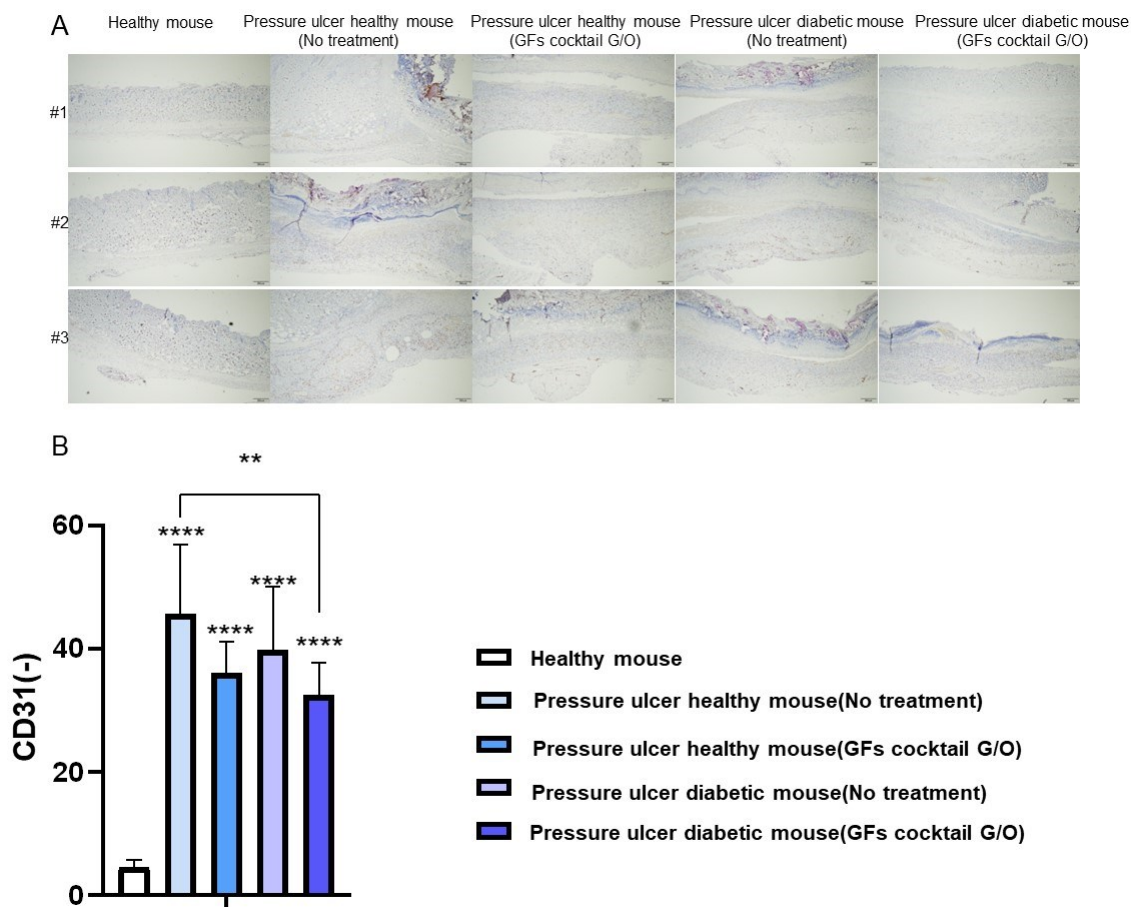 A
Healthy mouse
Pressure ulcer healthy mouse
(No treatment)
Pressure ulcer healthy mouse
(GFs cocktail G/O)
Pressure ulcer diabetic mouse
(No treatment)
Pressure ulcer diabetic mouse
(GFs cocktail G/O)
#1
#2
#3
B
**
60
40
20
0
CD31(-)
****
****
****
****
Healthy mouse
Pressure ulcer healthy mouse(No treatment)
Pressure ulcer healthy mouse(GFs cocktail G/O)
Pressure ulcer diabetic mouse(No treatment)
Pressure ulcer diabetic mouse(GFs cocktail G/O)